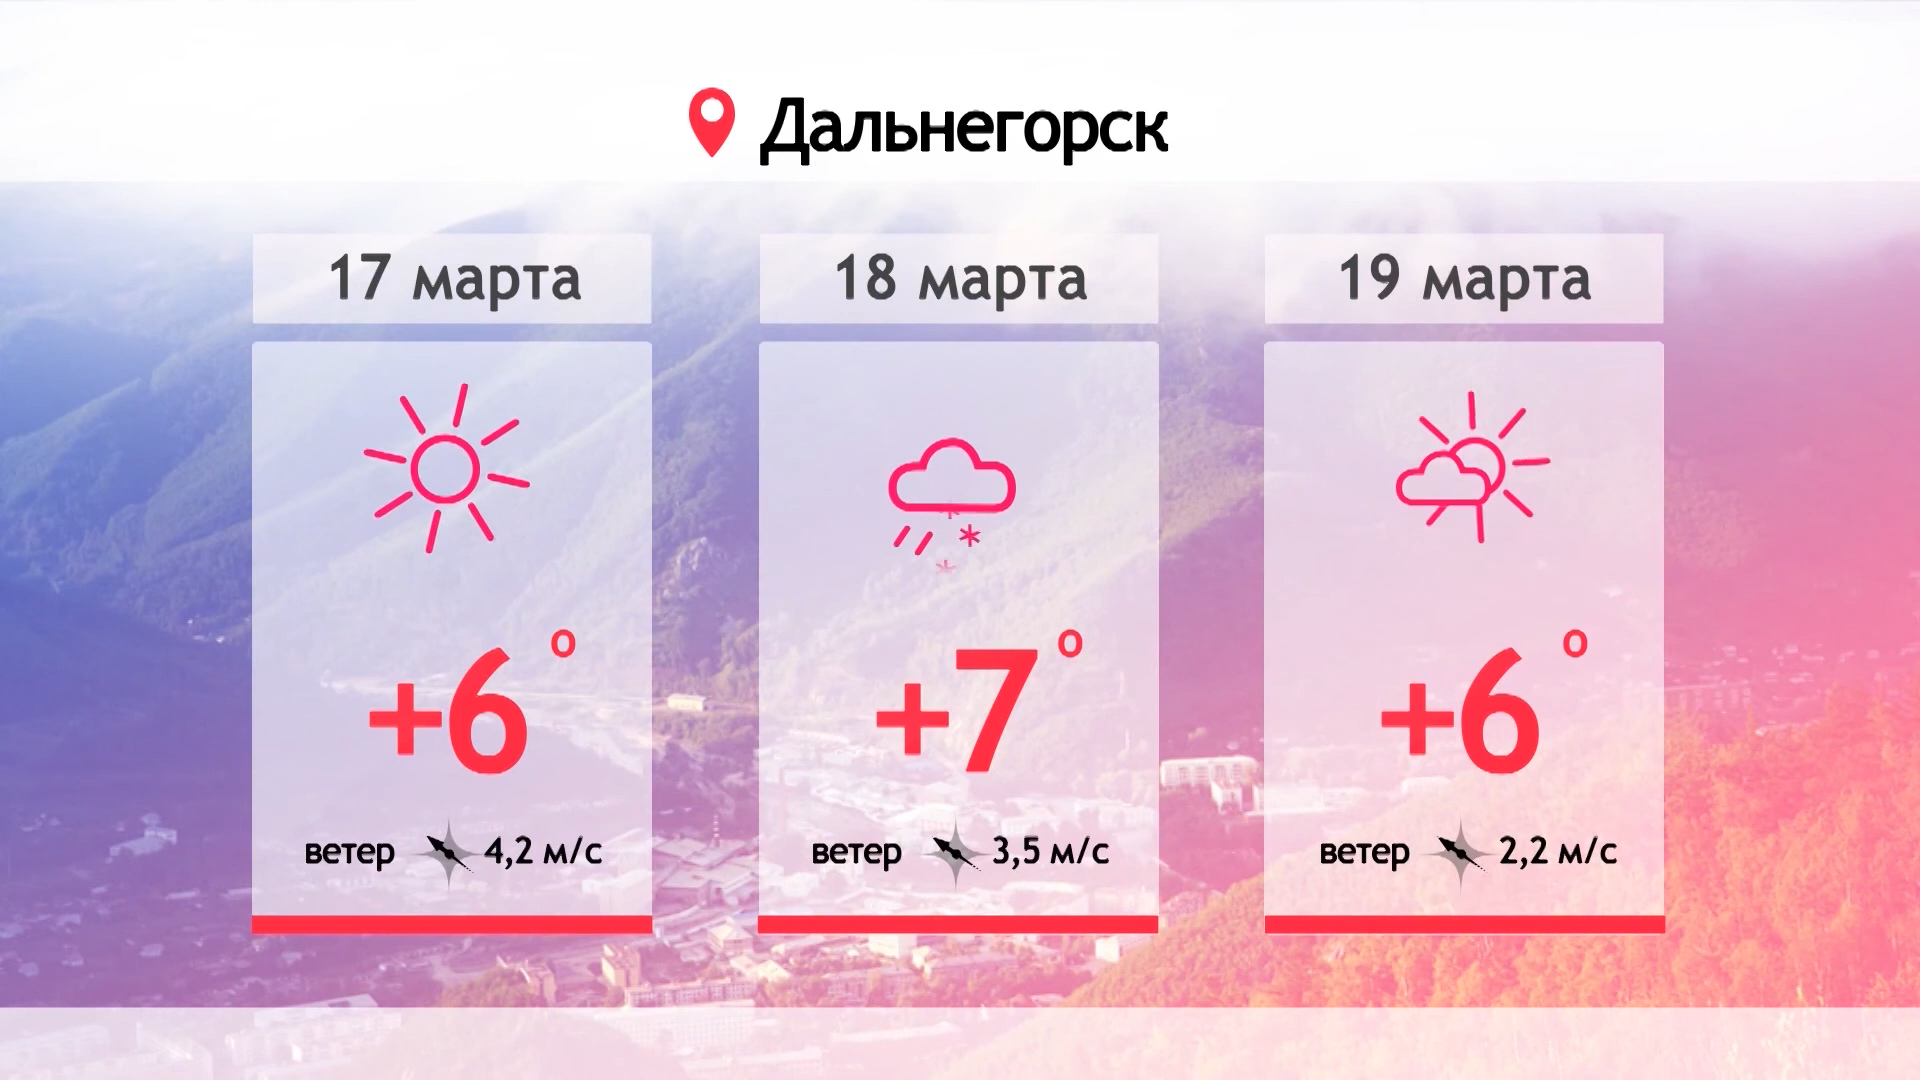 Дальнегорск
17 марта
+6°
ветер 4,2 м/с
18 марта
+7°
ветер 3,5 м/с
19 марта
+6°
ветер 2,2 м/с